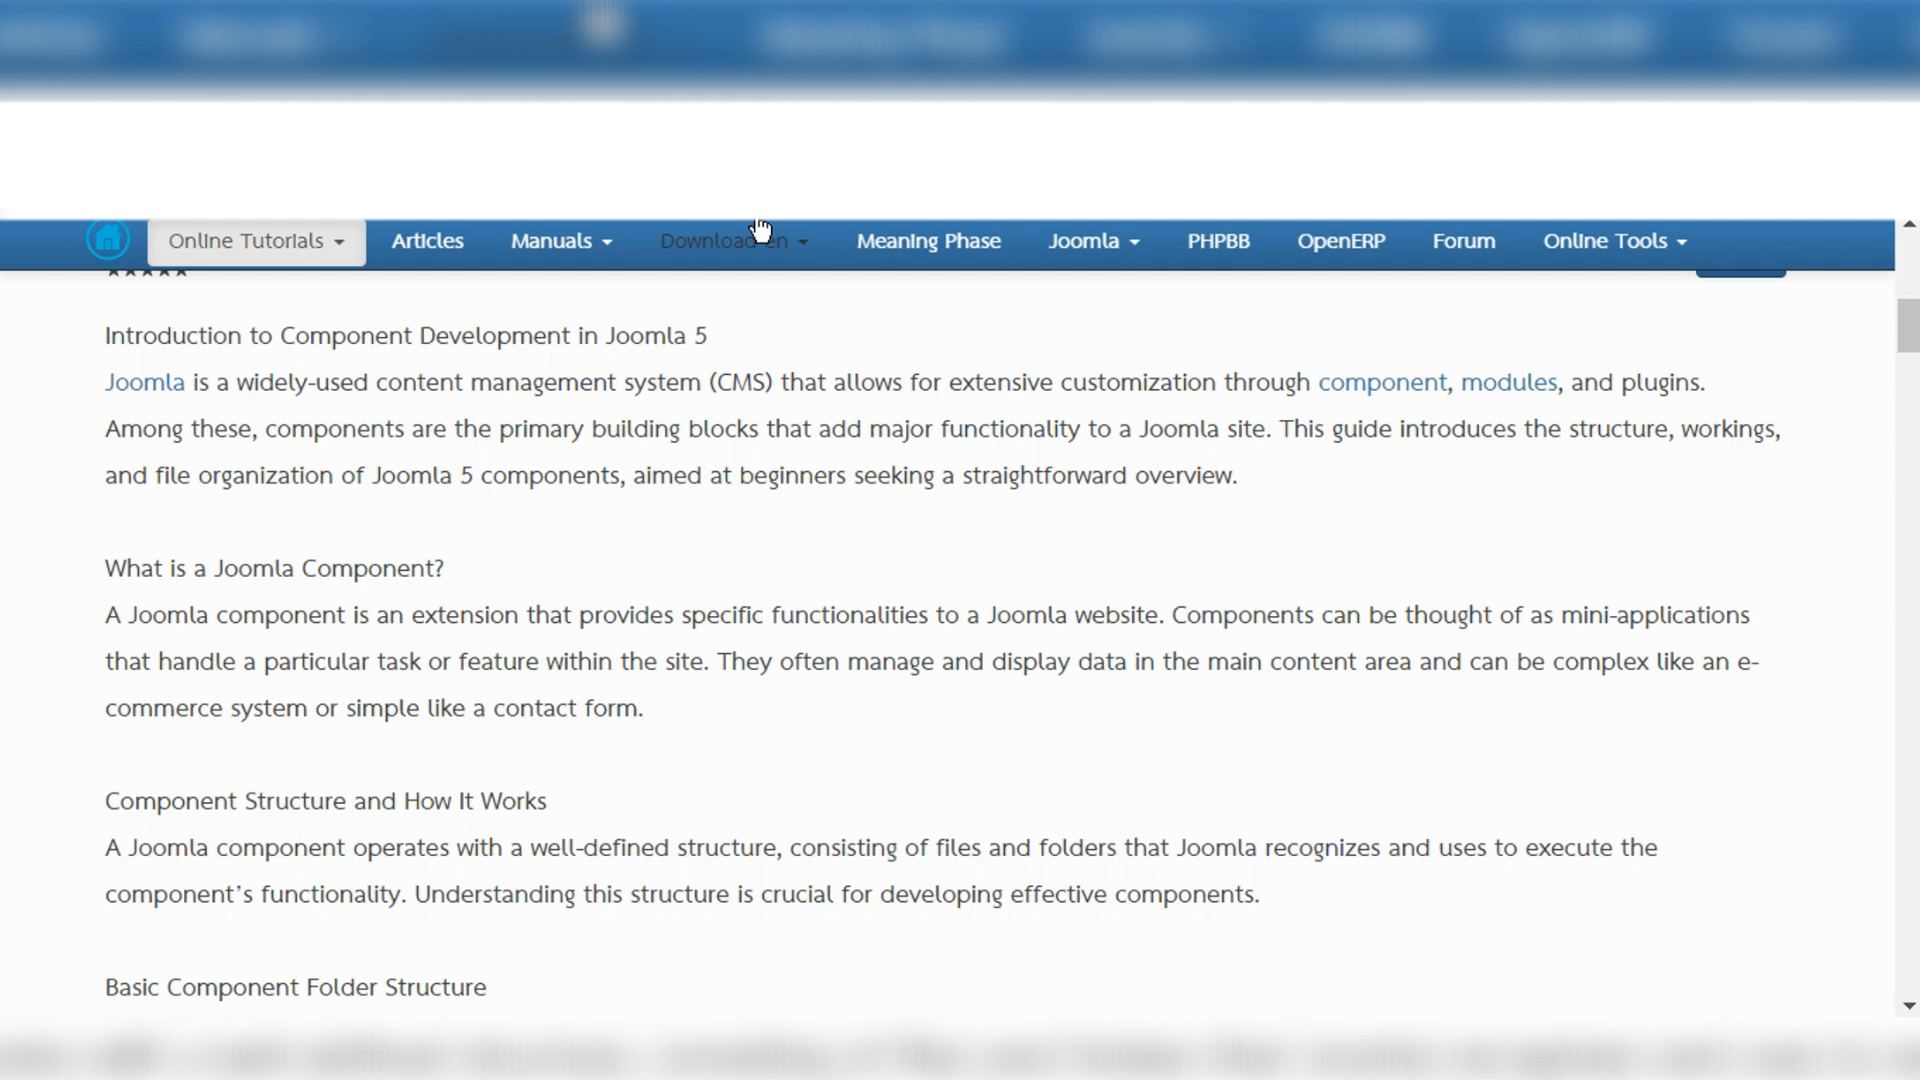 Online Tutorials Articles Manuals Download en Meaning Phase Joomla PHPBB OpenERP Forum Online Tools
★★★★★
Introduction to Component Development in Joomla 5
Joomla is a widely-used content management system (CMS) that allows for extensive customization through component, modules, and plugins.
Among these, components are the primary building blocks that add major functionality to a Joomla site. This guide introduces the structure, workings,
and file organization of Joomla 5 components, aimed at beginners seeking a straightforward overview.
What is a Joomla Component?
A Joomla component is an extension that provides specific functionalities to a Joomla website. Components can be thought of as mini-applications
that handle a particular task or feature within the site. They often manage and display data in the main content area and can be complex like an e-
commerce system or simple like a contact form.
Component Structure and How It Works
A Joomla component operates with a well-defined structure, consisting of files and folders that Joomla recognizes and uses to execute the
component’s functionality. Understanding this structure is crucial for developing effective components.
Basic Component Folder Structure